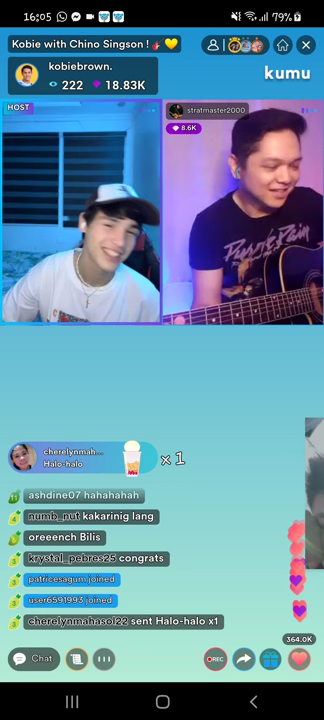 16:05
79%
Kobie with Chino Singson !
kobiebrown.
222 18.83K
kumu
HOST
stratmaster2000
8.6K
cherelynmah...
Halo-halo
x 1
ashdine07 hahahahah
numb_nut kakarinig lang
oreeench Bilis
krystal_pebres25 congrats
patricesagum joined
user6591993 joined
cherelynmahsol22 sent Halo-halo x1
364.0K
Chat
REC